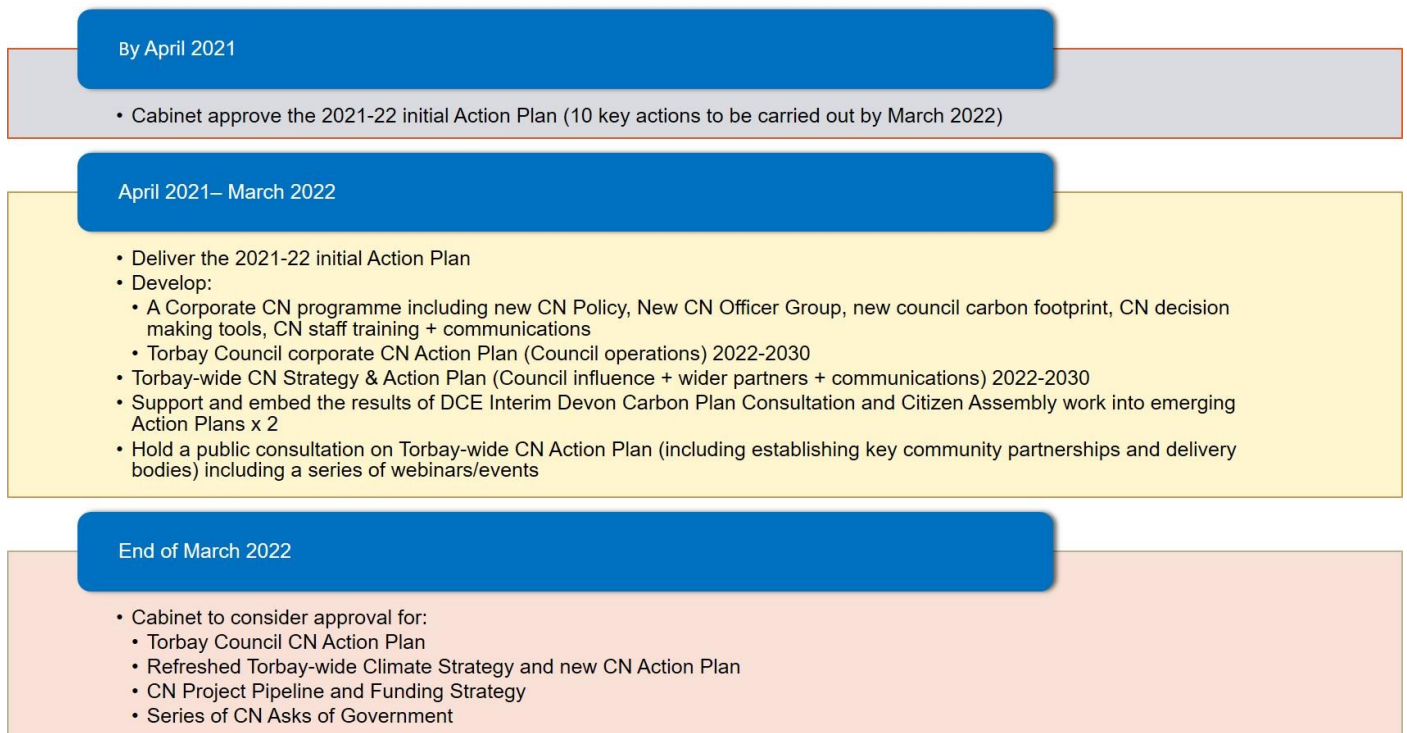 By April 2021
• Cabinet approve the 2021-22 initial Action Plan (10 key actions to be carried out by March 2022)
April 2021– March 2022
• Deliver the 2021-22 initial Action Plan
• Develop:
• A Corporate CN programme including new CN Policy, New CN Officer Group, new council carbon footprint, CN decision
making tools, CN staff training + communications
• Torbay Council corporate CN Action Plan (Council operations) 2022-2030
• Torbay-wide CN Strategy & Action Plan (Council influence + wider partners + communications) 2022-2030
• Support and embed the results of DCE Interim Devon Carbon Plan Consultation and Citizen Assembly work into emerging
Action Plans x 2
• Hold a public consultation on Torbay-wide CN Action Plan (including establishing key community partnerships and delivery
bodies) including a series of webinars/events
End of March 2022
• Cabinet to consider approval for:
• Torbay Council CN Action Plan
• Refreshed Torbay-wide Climate Strategy and new CN Action Plan
• CN Project Pipeline and Funding Strategy
• Series of CN Asks of Government